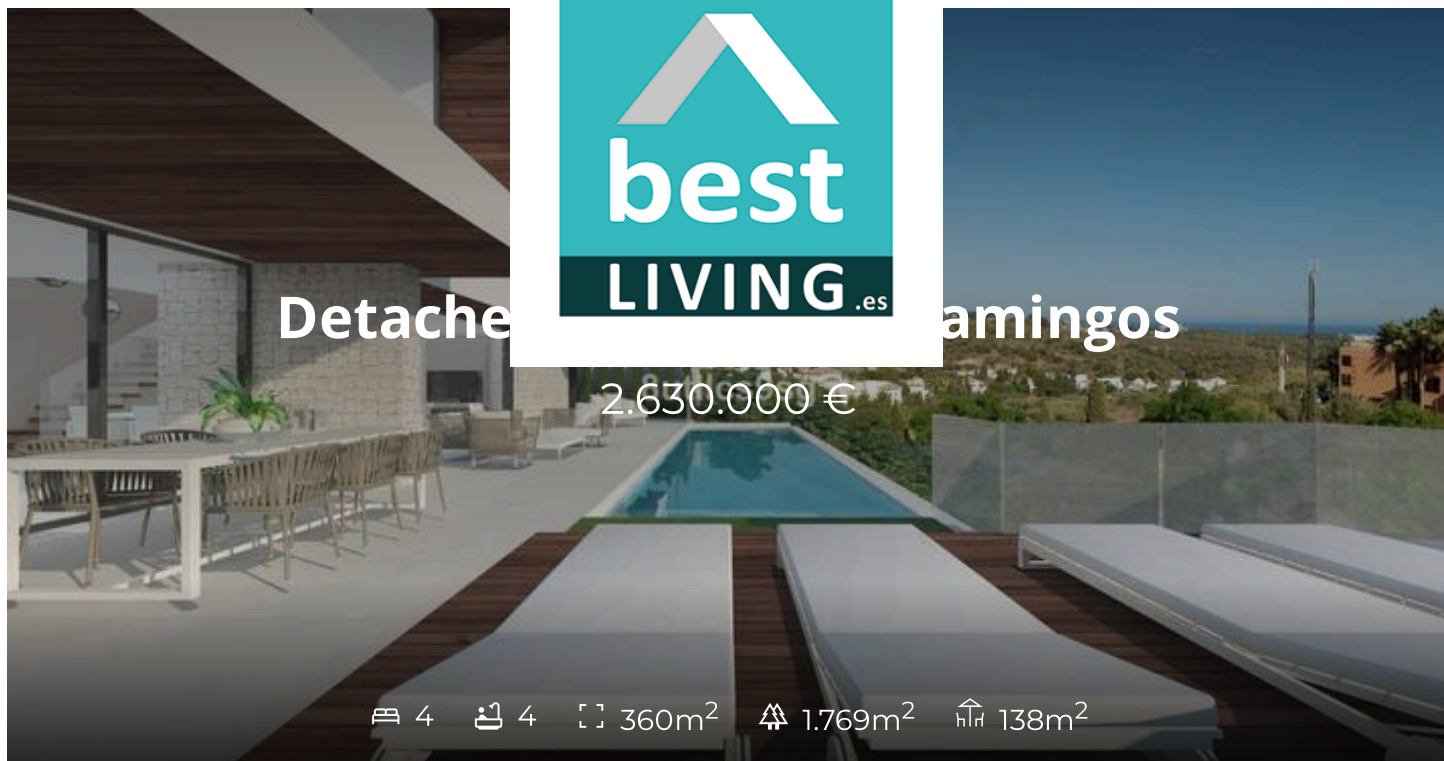 best
LIVING.es
Detache amingos
2.630.000 €
4 4 360m² 1.769m² 138m²